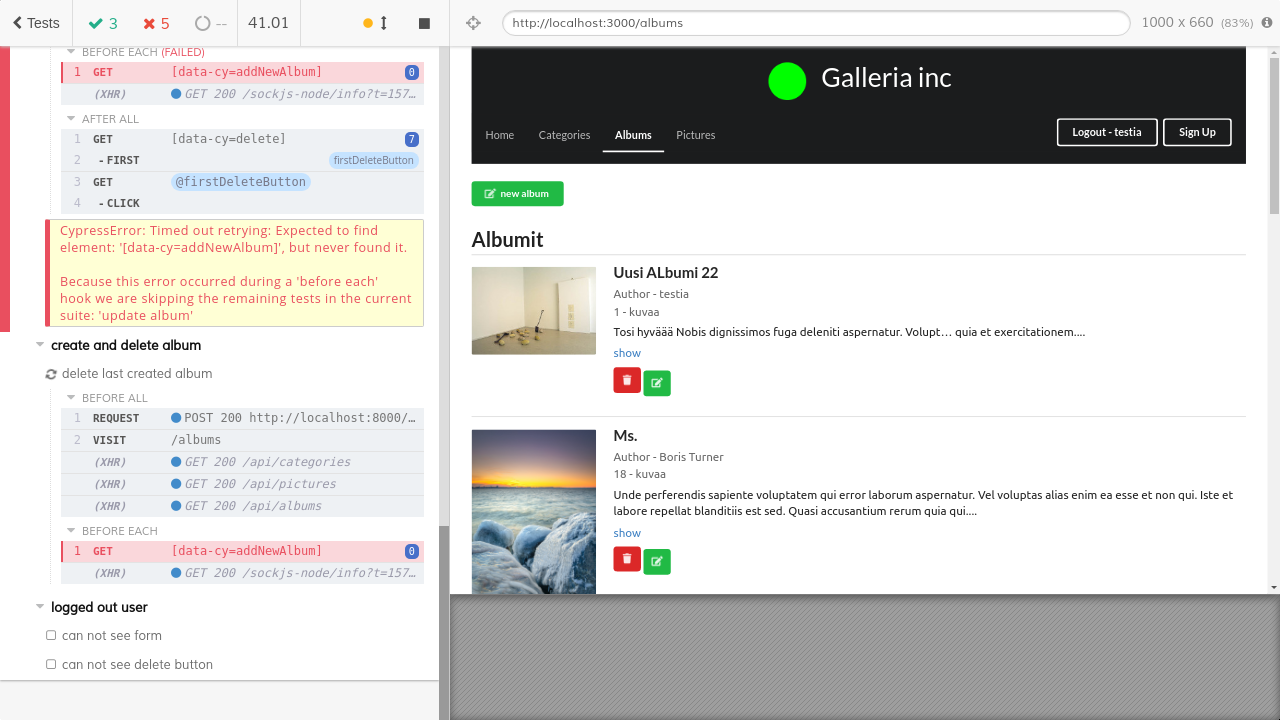 Tests
3
5
--
41.01
BEFORE EACH (FAILED)
1 GET [data-cy=addNewAlbum] 0
(XHR) GET 200 /sockjs-node/info?t=157…
AFTER ALL
1 GET [data-cy=delete] 7
2 -FIRST firstDeleteButton
3 GET @firstDeleteButton
4 -CLICK
CypressError: Timed out retrying: Expected to find
element: '[data-cy=addNewAlbum]', but never found it.
Because this error occurred during a 'before each'
hook we are skipping the remaining tests in the current
suite: 'update album'
create and delete album
delete last created album
BEFORE ALL
1 REQUEST POST 200 http://localhost:8000/…
2 VISIT /albums
(XHR) GET 200 /api/categories
(XHR) GET 200 /api/pictures
(XHR) GET 200 /api/albums
BEFORE EACH
1 GET [data-cy=addNewAlbum] 0
(XHR) GET 200 /sockjs-node/info?t=157…
logged out user
can not see form
can not see delete button
http://localhost:3000/albums
1000 x 660 (83%)
Galleria inc
Home Categories Albums Pictures
Logout - testia Sign Up
new album
Albumit
Uusi ALbumi 22
Author - testia
1 - kuvaa
Tosi hyväää Nobis dignissimos fuga deleniti aspernatur. Volupt… quia et exercitationem....
show
Ms.
Author - Boris Turner
18 - kuvaa
Unde perferendis sapiente voluptatem qui error laborum aspernatur. Vel voluptas alias enim ea esse et non qui. Iste et
labore repellat blanditiis est sed. Quasi accusantium rerum quia qui....
show